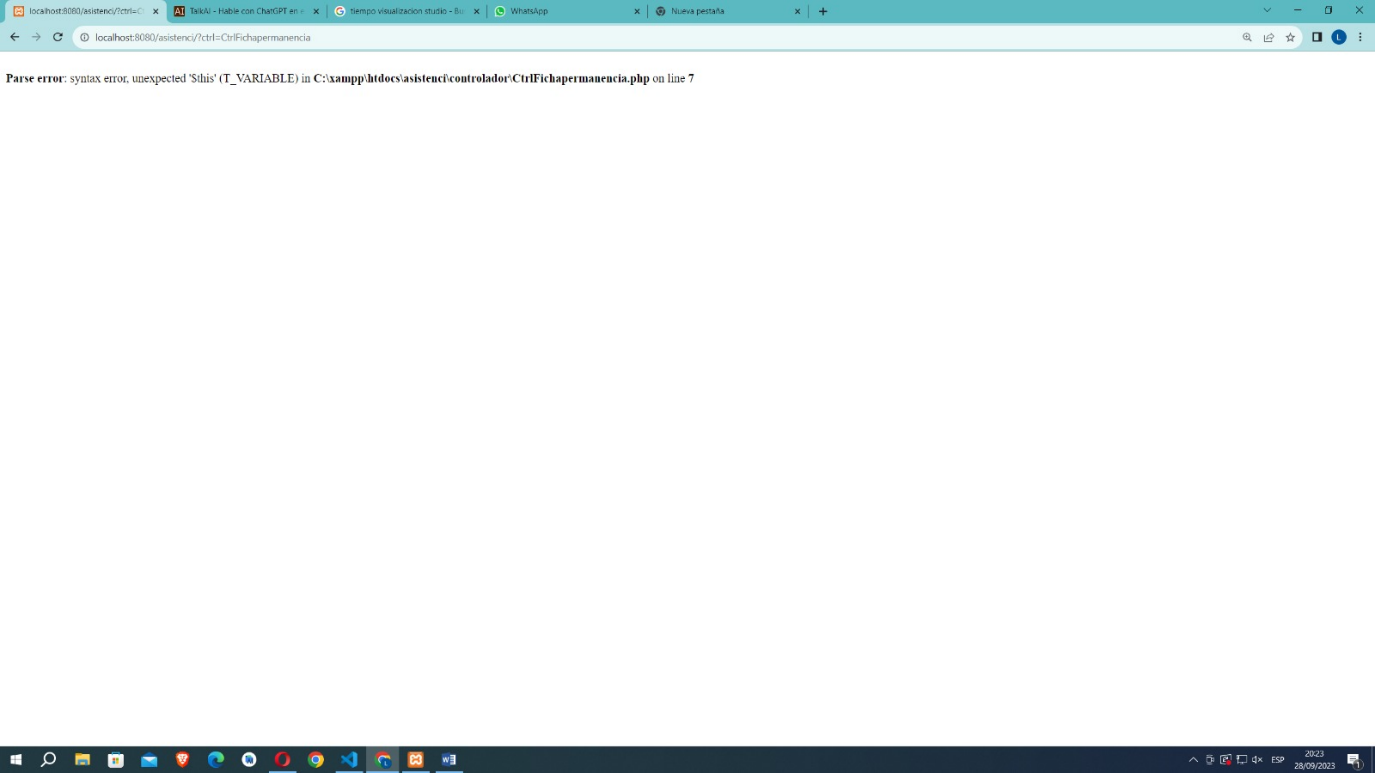 localhost:8080/asistenci/?ctrl=C
TalkAI - Hable con ChatGPT en e
tiempo visualizacion studio - Bu
WhatsApp
Nueva pestaña
localhost:8080/asistenci/?ctrl=CtrlFichapermanencia
L
Parse error: syntax error, unexpected '$this' (T_VARIABLE) in C:\xampp\htdocs\asistenci\controlador\CtrlFichapermanencia.php on line 7
ESP
20:23
28/09/2023
1